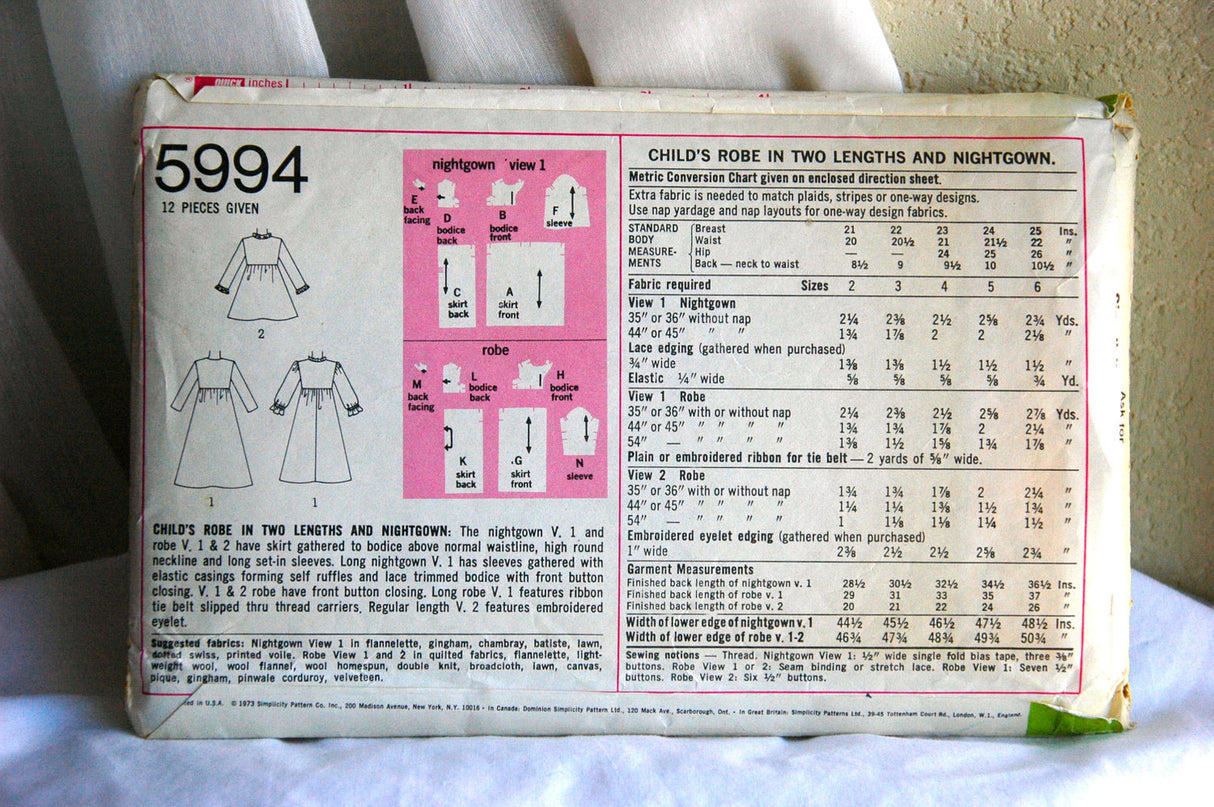 QUICK inches
5994
12 PIECES GIVEN
2
1
1
nightgown view 1
E
back
facing
D
bodice
back
B
bodice
front
F
sleeve
C
skirt
back
A
skirt
front
robe
M
back
facing
L
bodice
back
H
bodice
front
K
skirt
back
G
skirt
front
N
sleeve
CHILD'S ROBE IN TWO LENGTHS AND NIGHTGOWN: The nightgown V. 1 and
robe V. 1 & 2 have skirt gathered to bodice above normal waistline, high round
neckline and long set-in sleeves. Long nightgown V. 1 has sleeves gathered with
elastic casings forming self ruffles and lace trimmed bodice with front button
closing. V. 1 & 2 robe have front button closing. Long robe V. 1 features ribbon
tie belt slipped thru thread carriers. Regular length V. 2 features embroidered
eyelet.
Suggested fabrics: Nightgown View 1 in flannelette, gingham, chambray, batiste, lawn,
dotted swiss, printed voile. Robe View 1 and 2 in quilted fabrics, flannelette, light-
weight wool, wool flannel, wool homespun, double knit, broadcloth, lawn, canvas,
pique, gingham, pinwale corduroy, velveteen.
CHILD'S ROBE IN TWO LENGTHS AND NIGHTGOWN.
Metric Conversion Chart given on enclosed direction sheet.
Extra fabric is needed to match plaids, stripes or one-way designs.
Use nap yardage and nap layouts for one-way design fabrics.
STANDARD Breast 21 22 23 24 25 Ins.
BODY Waist 20 20½ 21 21½ 22 "
MEASURE- Hip — — 24 25 26 "
MENTS Back — neck to waist 8½ 9 9½ 10 10½ "
Fabric required Sizes 2 3 4 5 6
View 1 Nightgown
35" or 36" without nap 2¼ 2⅜ 2½ 2⅝ 2¾ Yds.
44" or 45" " " 1¾ 1⅞ 2 2 2⅛ "
Lace edging (gathered when purchased)
¾" wide 1⅜ 1⅜ 1½ 1½ 1½ "
Elastic ¼" wide ⅝ ⅝ ⅝ ⅝ ¾ Yd.
View 1 Robe
35" or 36" with or without nap 2¼ 2⅜ 2½ 2⅝ 2⅞ Yds.
44" or 45" " " " " 1¾ 1¾ 1⅞ 2 2¼ "
54" — " " " " 1⅜ 1½ 1⅝ 1¾ 1⅞ "
Plain or embroidered ribbon for tie belt — 2 yards of ⅝" wide.
View 2 Robe
35" or 36" with or without nap 1¾ 1¾ 1⅞ 2 2¼ "
44" or 45" " " " " 1¼ 1¼ 1⅜ 1½ 1¾ "
54" — " " " " 1 1⅛ 1⅛ 1¼ 1½ "
Embroidered eyelet edging (gathered when purchased)
1" wide 2⅜ 2½ 2½ 2⅝ 2¾ "
Garment Measurements
Finished back length of nightgown v. 1 28½ 30½ 32½ 34½ 36½ Ins.
Finished back length of robe v. 1 29 31 33 35 37 "
Finished back length of robe v. 2 20 21 22 24 26 "
Width of lower edge of nightgown v. 1 44½ 45½ 46½ 47½ 48½ Ins.
Width of lower edge of robe v. 1-2 46¾ 47¾ 48¾ 49¾ 50¾ "
Sewing notions — Thread. Nightgown View 1: ½" wide single fold bias tape, three ⅜"
buttons. Robe View 1 or 2: Seam binding or stretch lace. Robe View 1: Seven ½"
buttons. Robe View 2: Six ½" buttons.
in U.S.A. © 1973 Simplicity Pattern Co. Inc., 200 Madison Avenue, New York, N.Y. 10016 • In Canada: Dominion Simplicity Pattern Ltd., 120 Mack Ave., Scarborough, Ont. • In Great Britain: Simplicity Patterns Ltd., 39-45 Tottenham Court Rd., London, W.1., England.
Ask for